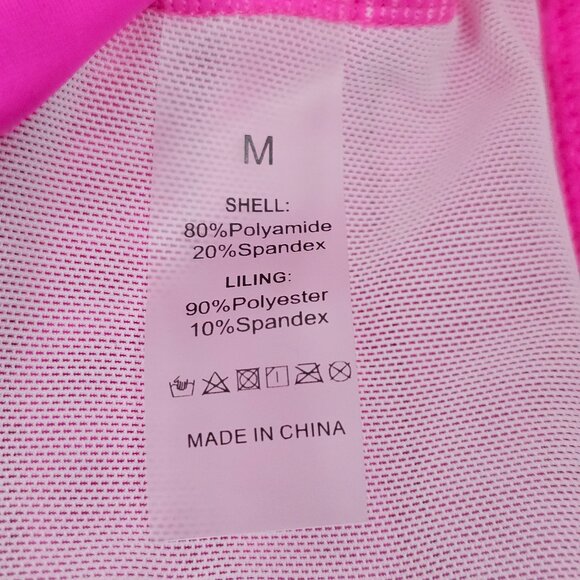 M
SHELL:
80%Polyamide
20%Spandex
LILING:
90%Polyester
10%Spandex
MADE IN CHINA